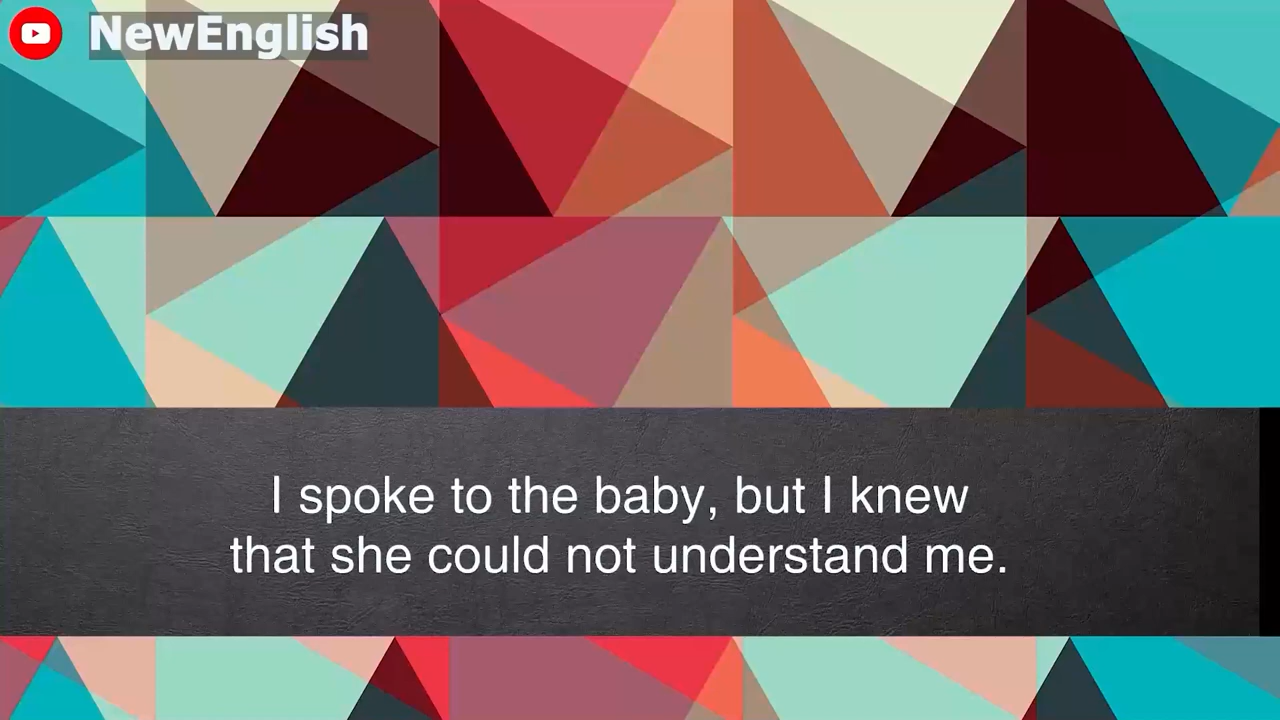 NewEnglish
I spoke to the baby, but I knew
that she could not understand me.